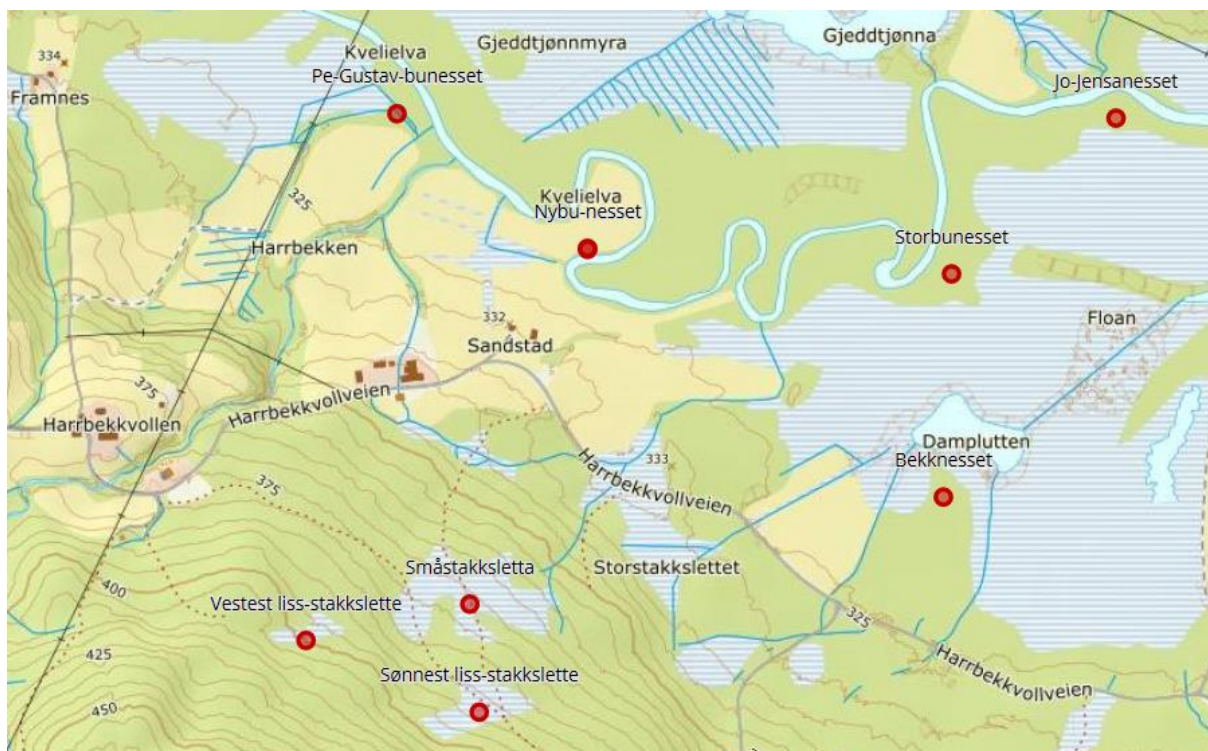 Kvelielva
Gjeddtjønnmyra
Gjeddtjønna
334
Pe-Gustav-bunesset
Jo-Jensanesset
Framnes
325
Kvelielva
Nybu-nesset
Harrbekken
Storbunesset
332
Floan
Sandstad
375
Harrbekkvollveien
Harrbekkvollen
Damplutten
333
Bekknesset
Harrbekkvollveien
375
Småstakksletta
Storstakkslettet
400
Vestest liss-stakkslette
325
425
Harrbekkvollveien
Sønnest liss-stakkslette
450